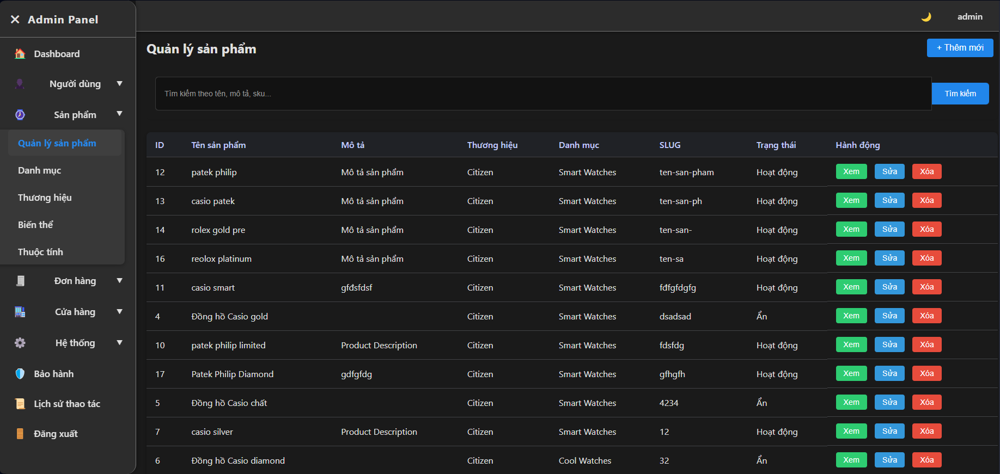 ✕ Admin Panel
Dashboard
Người dùng ▼
Sản phẩm ▼
Quản lý sản phẩm
Danh mục
Thương hiệu
Biến thể
Thuộc tính
Đơn hàng ▼
Cửa hàng ▼
Hệ thống ▼
Bảo hành
Lịch sử thao tác
Đăng xuất
admin
Quản lý sản phẩm
+ Thêm mới
Tìm kiếm theo tên, mô tả, sku...
Tìm kiếm
ID Tên sản phẩm Mô tả Thương hiệu Danh mục SLUG Trạng thái Hành động
12 patek philip Mô tả sản phẩm Citizen Smart Watches ten-san-pham Hoạt động Xem Sửa Xóa
13 casio patek Mô tả sản phẩm Citizen Smart Watches ten-san-ph Hoạt động Xem Sửa Xóa
14 rolex gold pre Mô tả sản phẩm Citizen Smart Watches ten-san- Hoạt động Xem Sửa Xóa
16 reolox platinum Mô tả sản phẩm Citizen Smart Watches ten-sa Hoạt động Xem Sửa Xóa
11 casio smart gfdsfdsf Citizen Smart Watches fdfgfdgfg Hoạt động Xem Sửa Xóa
4 Đồng hồ Casio gold Citizen Smart Watches dsadsad Ẩn Xem Sửa Xóa
10 patek philip limited Product Description Citizen Smart Watches fdsfdg Hoạt động Xem Sửa Xóa
17 Patek Philip Diamond gdfgfdg Citizen Smart Watches gfhgfh Hoạt động Xem Sửa Xóa
5 Đồng hồ Casio chất Citizen Smart Watches 4234 Ẩn Xem Sửa Xóa
7 casio silver Product Description Citizen Smart Watches 12 Hoạt động Xem Sửa Xóa
6 Đồng hồ Casio diamond Citizen Cool Watches 32 Ẩn Xem Sửa Xóa